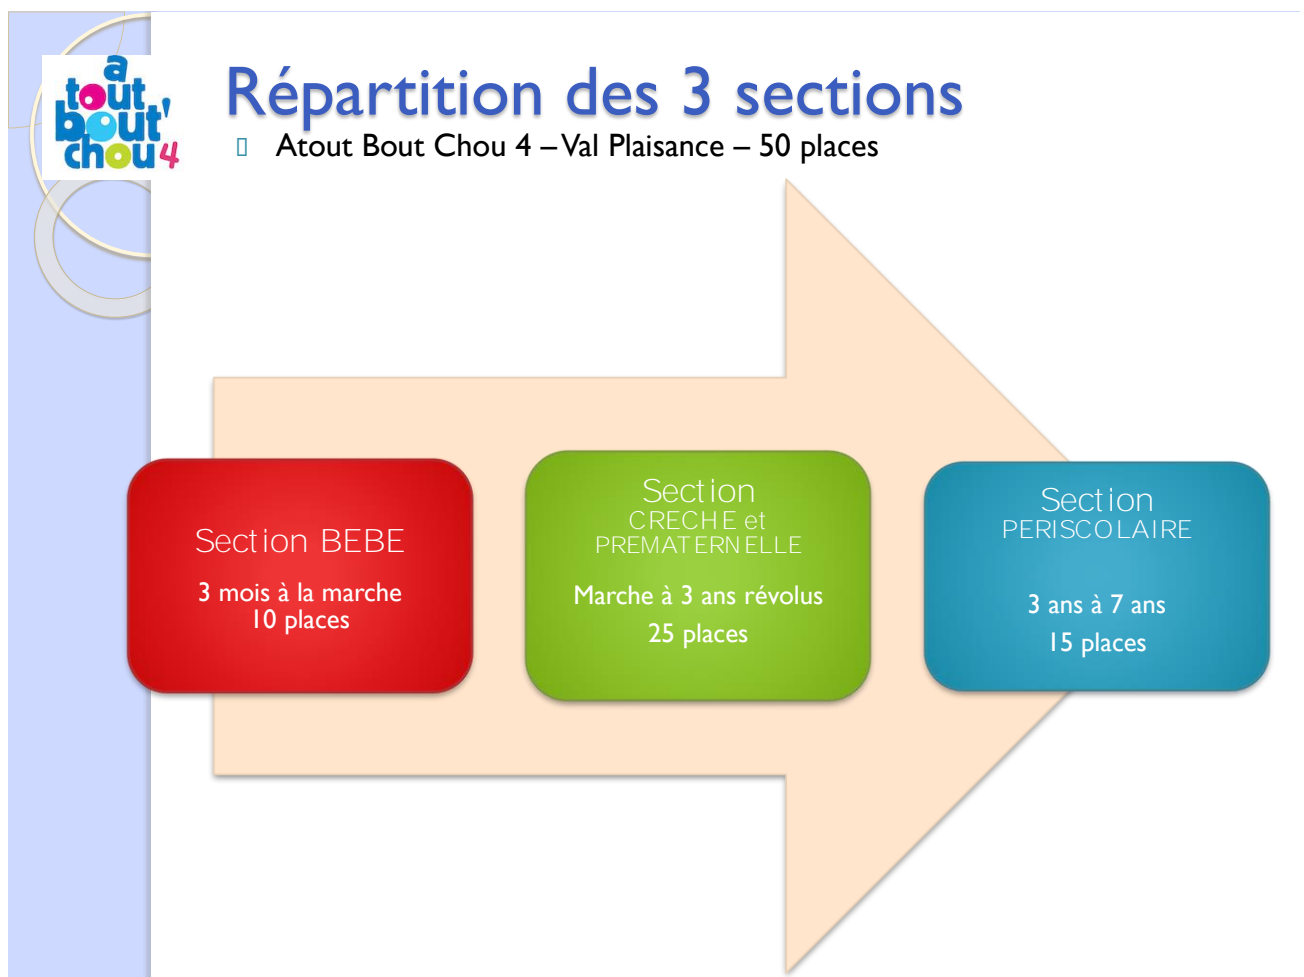 a
tout
bout'
chou 4
Répartition des 3 sections
Atout Bout Chou 4 – Val Plaisance – 50 places
Section BEBE
3 mois à la marche
10 places
Section
CRECHE et
PREMATERNELLE
Marche à 3 ans révolus
25 places
Section
PERISCOLAIRE
3 ans à 7 ans
15 places